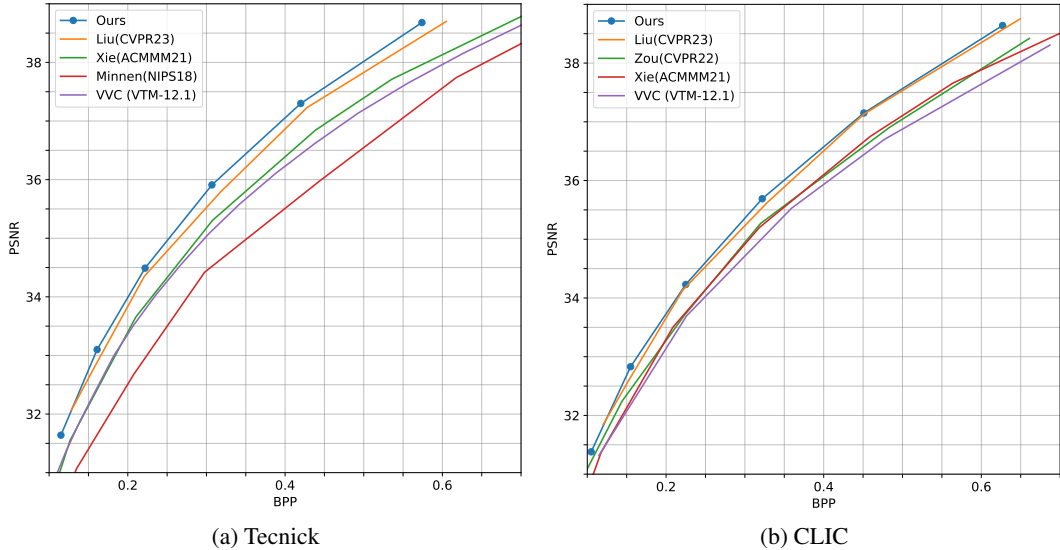 Ours
Liu(CVPR23)
Xie(ACMMM21)
Minnen(NIPS18)
VVC (VTM-12.1)
38
36
34
32
PSNR
0.2
0.4
0.6
BPP
(a) Tecnick
Ours
Liu(CVPR23)
Zou(CVPR22)
Xie(ACMMM21)
VVC (VTM-12.1)
38
36
34
32
PSNR
0.2
0.4
0.6
BPP
(b) CLIC